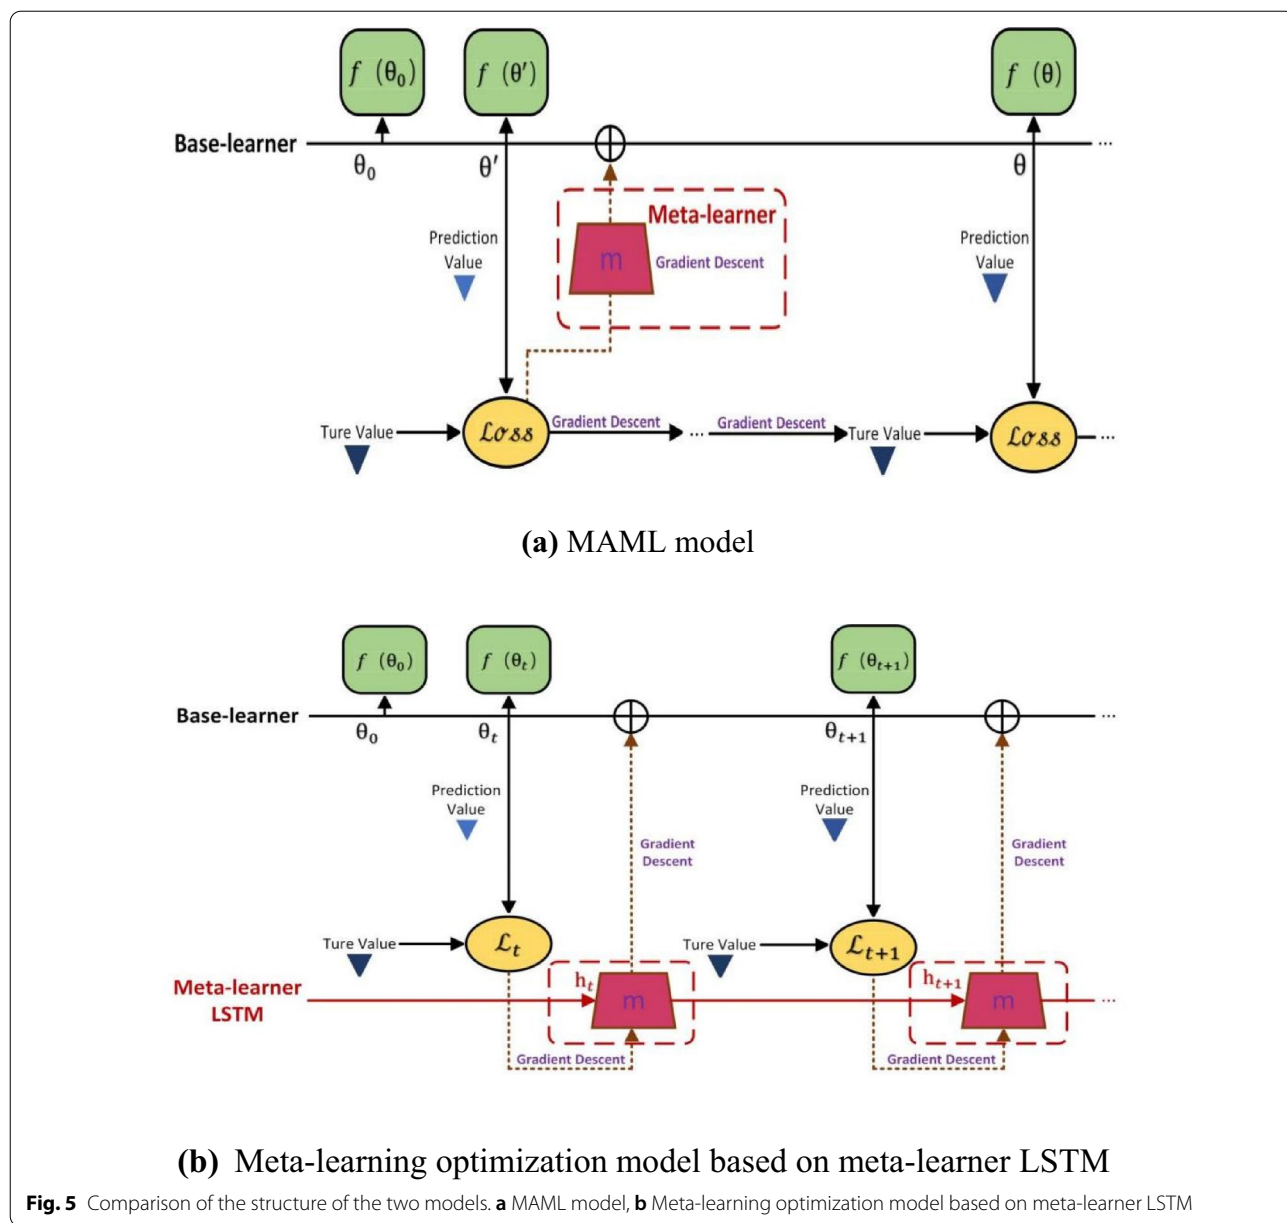 f (θ₀)
f (θ′)
f (θ)
Base-learner
...
θ₀
θ′
θ
Meta-learner
Prediction
Value
m
Gradient Descent
Prediction
Value
Ture Value
Loss
Gradient Descent
...
Gradient Descent
Ture Value
Loss
...
(a) MAML model
f (θ₀)
f (θₜ)
f (θₜ₊₁)
Base-learner
...
θ₀
θₜ
θₜ₊₁
Prediction
Value
Prediction
Value
Gradient
Descent
Gradient
Descent
Ture Value
ℒₜ
Ture Value
ℒₜ₊₁
Meta-learner
LSTM
hₜ
m
hₜ₊₁
m
...
Gradient Descent
Gradient Descent
(b) Meta-learning optimization model based on meta-learner LSTM
Fig. 5 Comparison of the structure of the two models. a MAML model, b Meta-learning optimization model based on meta-learner LSTM